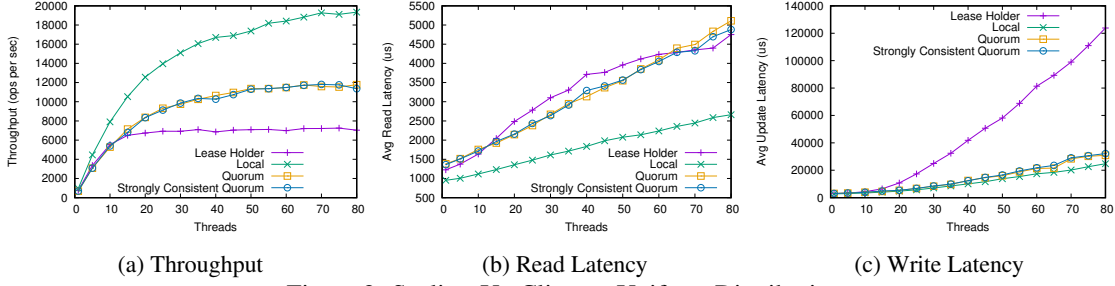 20000
18000
16000
14000
12000
10000
8000
6000
4000
2000
0
Throughput (ops per sec)
Lease Holder
Local
Quorum
Strongly Consistent Quorum
0 10 20 30 40 50 60 70 80
Threads
(a) Throughput
5500
5000
4500
4000
3500
3000
2500
2000
1500
1000
500
Avg Read Latency (us)
Lease Holder
Local
Quorum
Strongly Consistent Quorum
0 10 20 30 40 50 60 70 80
Threads
(b) Read Latency
140000
120000
100000
80000
60000
40000
20000
0
Avg Update Latency (us)
Lease Holder
Local
Quorum
Strongly Consistent Quorum
0 10 20 30 40 50 60 70 80
Threads
(c) Write Latency